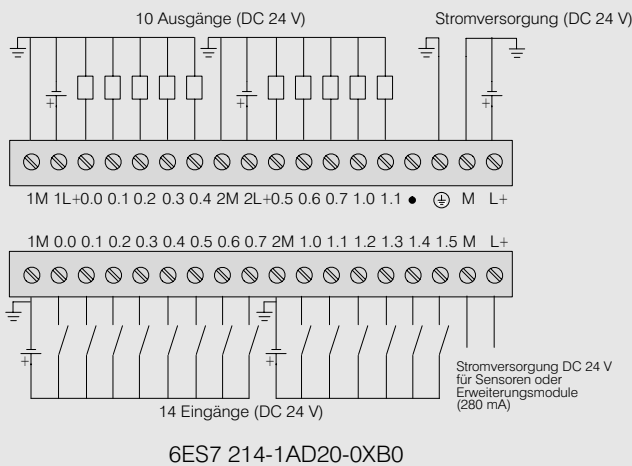 10 Ausgänge (DC 24 V) Stromversorgung (DC 24 V)
+ + +
1M 1L+ 0.0 0.1 0.2 0.3 0.4 2M 2L+ 0.5 0.6 0.7 1.0 1.1 • M L+
1M 0.0 0.1 0.2 0.3 0.4 0.5 0.6 0.7 2M 1.0 1.1 1.2 1.3 1.4 1.5 M L+
+ +
Stromversorgung DC 24 V
für Sensoren oder
Erweiterungsmodule
(280 mA)
14 Eingänge (DC 24 V)
6ES7 214-1AD20-0XB0